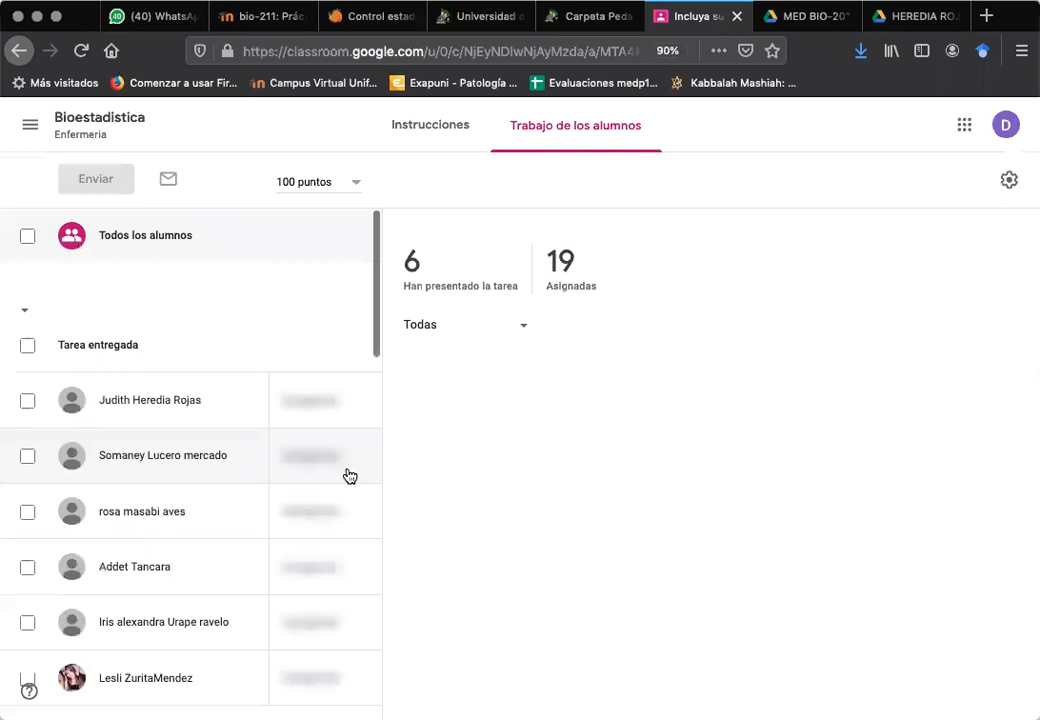 (40) WhatsA
bio-211: Prác
Control estad
Universidad
Carpeta Peda
Incluya su
MED BIO-20
HEREDIA ROJ
https://classroom.google.com/u/0/c/NjEyNDIwNjAyMzda/a/MTA4
90%
Más visitados
Comenzar a usar Fir...
Campus Virtual Unif...
Exapuni - Patología ...
Evaluaciones medp1...
Kabbalah Mashiah: ...
Bioestadistica
Enfermeria
Instrucciones
Trabajo de los alumnos
D
Enviar
100 puntos
Todos los alumnos
6
Han presentado la tarea
19
Asignadas
Todas
Tarea entregada
Judith Heredia Rojas
Somaney Lucero mercado
rosa masabi aves
Addet Tancara
Iris alexandra Urape ravelo
Lesli ZuritaMendez